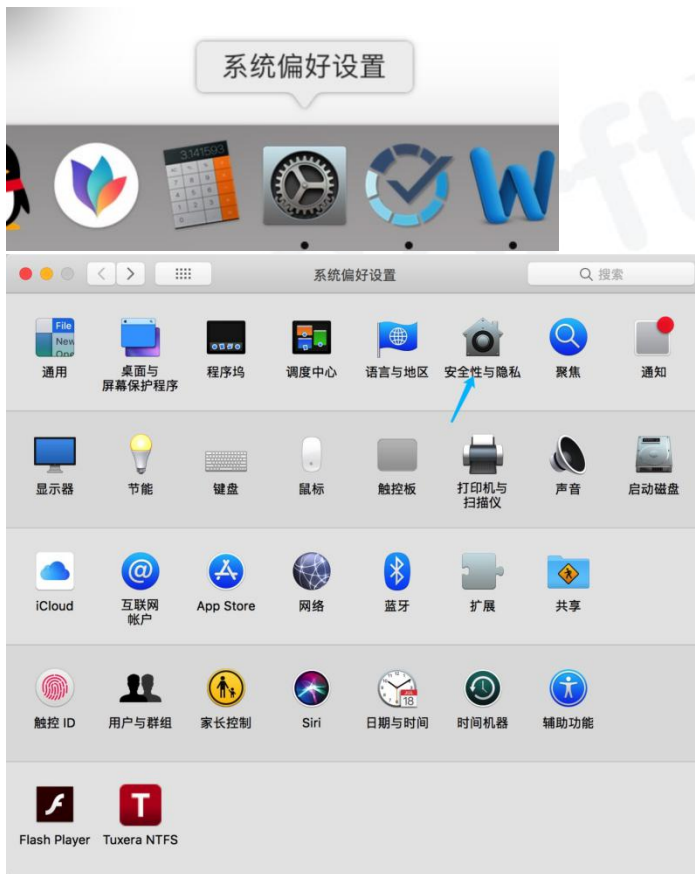 系统偏好设置
3.141593
系统偏好设置
搜索
File
New
通用
桌面与
屏幕保护程序
程序坞
调度中心
语言与地区
安全性与隐私
聚焦
通知
显示器
节能
键盘
鼠标
触控板
打印机与
扫描仪
声音
启动磁盘
iCloud
互联网
帐户
App Store
网络
蓝牙
扩展
共享
触控 ID
用户与群组
家长控制
Siri
日期与时间
时间机器
辅助功能
JUL
18
Flash Player
Tuxera NTFS